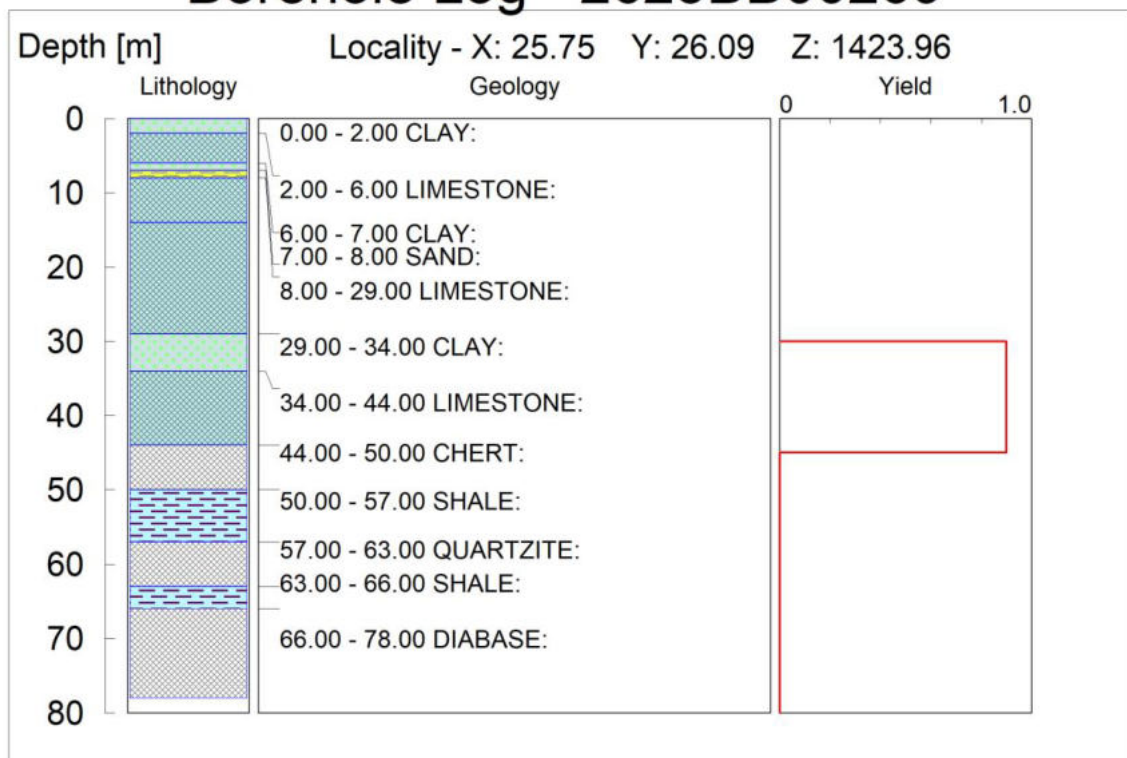 Depth [m]
Locality - X: 25.75 Y: 26.09 Z: 1423.96
Lithology
Geology
Yield
0
1.0
0
10
20
30
40
50
60
70
80
0.00 - 2.00 CLAY:
2.00 - 6.00 LIMESTONE:
6.00 - 7.00 CLAY:
7.00 - 8.00 SAND:
8.00 - 29.00 LIMESTONE:
29.00 - 34.00 CLAY:
34.00 - 44.00 LIMESTONE:
44.00 - 50.00 CHERT:
50.00 - 57.00 SHALE:
57.00 - 63.00 QUARTZITE:
63.00 - 66.00 SHALE:
66.00 - 78.00 DIABASE: